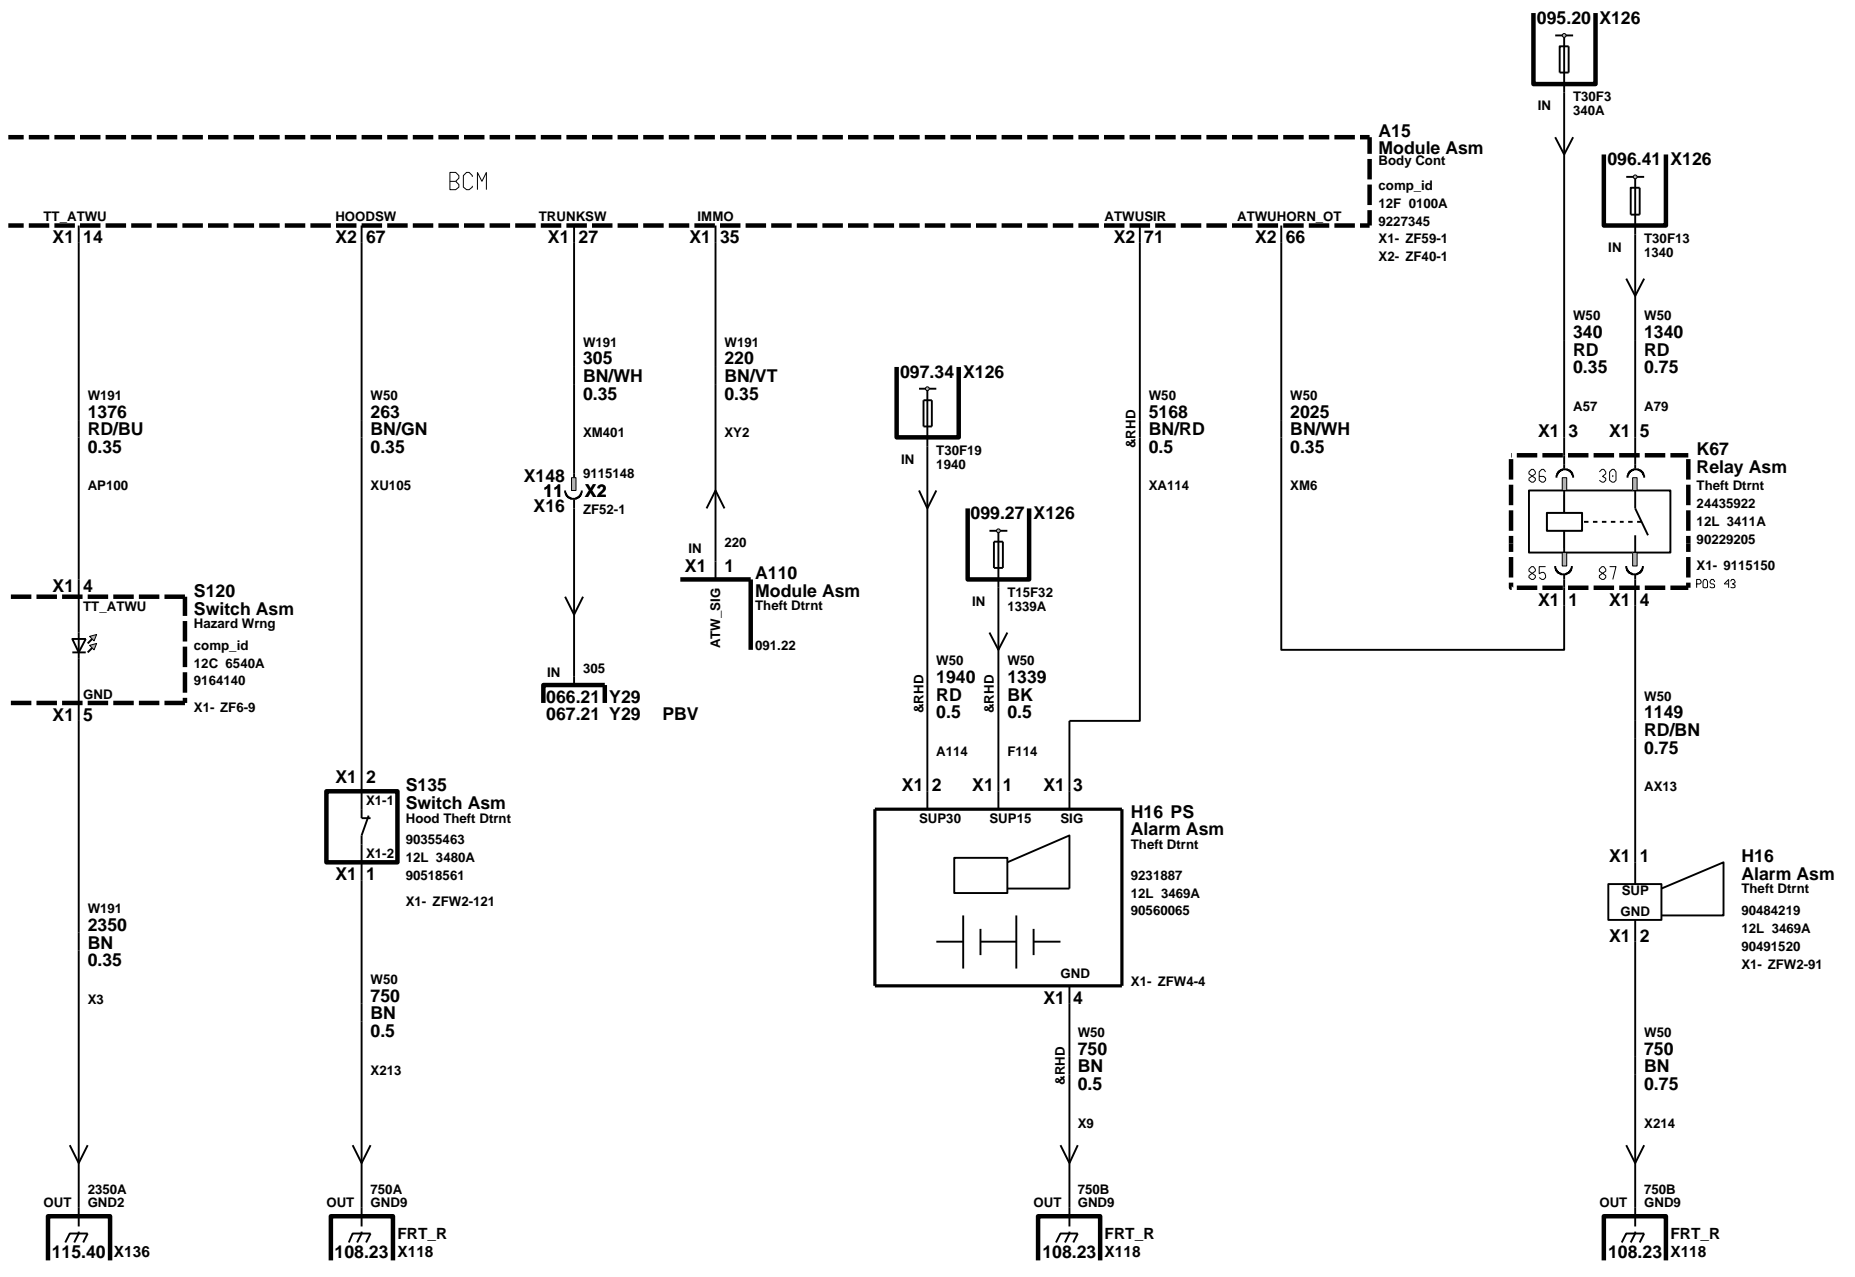 095.20 X126
IN T30F3
340A
096.41 X126
IN T30F13
1340
A15
Module Asm
Body Cont
comp_id
12F 0100A
9227345
X1- ZF59-1
X2- ZF40-1
BCM
TT_ATWU HOODSW TRUNKSW IMMO ATWUSIR ATWUHORN_OT
X1 14 X2 67 X1 27 X1 35 X2 71 X2 66
W191
1376
RD/BU
0.35
AP100
X1 4
TT_ATWU
S120
Switch Asm
Hazard Wrng
comp_id
12C 6540A
9164140
X1- ZF6-9
GND
X1 5
W191
2350
BN
0.35
X3
2350A
OUT GND2
115.40 X136
W50
263
BN/GN
0.35
XU105
X1 2
X1-1
X1-2
X1 1
S135
Switch Asm
Hood Theft Dtrnt
90355463
12L 3480A
90518561
X1- ZFW2-121
W50
750
BN
0.5
X213
750A
OUT GND9
FRT_R
108.23 X118
W191
305
BN/WH
0.35
XM401
X148 9115148
11 X2
X16 ZF52-1
IN 305
066.21 Y29
067.21 Y29 PBV
W191
220
BN/VT
0.35
XY2
IN 220
X1 1
ATW_SIG
A110
Module Asm
Theft Dtrnt
091.22
097.34 X126
IN T30F19
1940
099.27 X126
IN T15F32
1339A
&RHD
W50
1940
RD
0.5
A114
&RHD
W50
1339
BK
0.5
F114
&RHD
W50
5168
BN/RD
0.5
XA114
X1 2 X1 1 X1 3
SUP30 SUP15 SIG
H16 PS
Alarm Asm
Theft Dtrnt
9231887
12L 3469A
90560065
X1- ZFW4-4
GND
X1 4
&RHD
W50
750
BN
0.5
X9
750B
OUT GND9
FRT_R
108.23 X118
W50
2025
BN/WH
0.35
XM6
W50
340
RD
0.35
A57
W50
1340
RD
0.75
A79
X1 3 X1 5
86 30
85 87
X1 1 X1 4
K67
Relay Asm
Theft Dtrnt
24435922
12L 3411A
90229205
X1- 9115150
POS 43
W50
1149
RD/BN
0.75
AX13
X1 1
SUP
GND
X1 2
H16
Alarm Asm
Theft Dtrnt
90484219
12L 3469A
90491520
X1- ZFW2-91
W50
750
BN
0.75
X214
750B
OUT GND9
FRT_R
108.23 X118